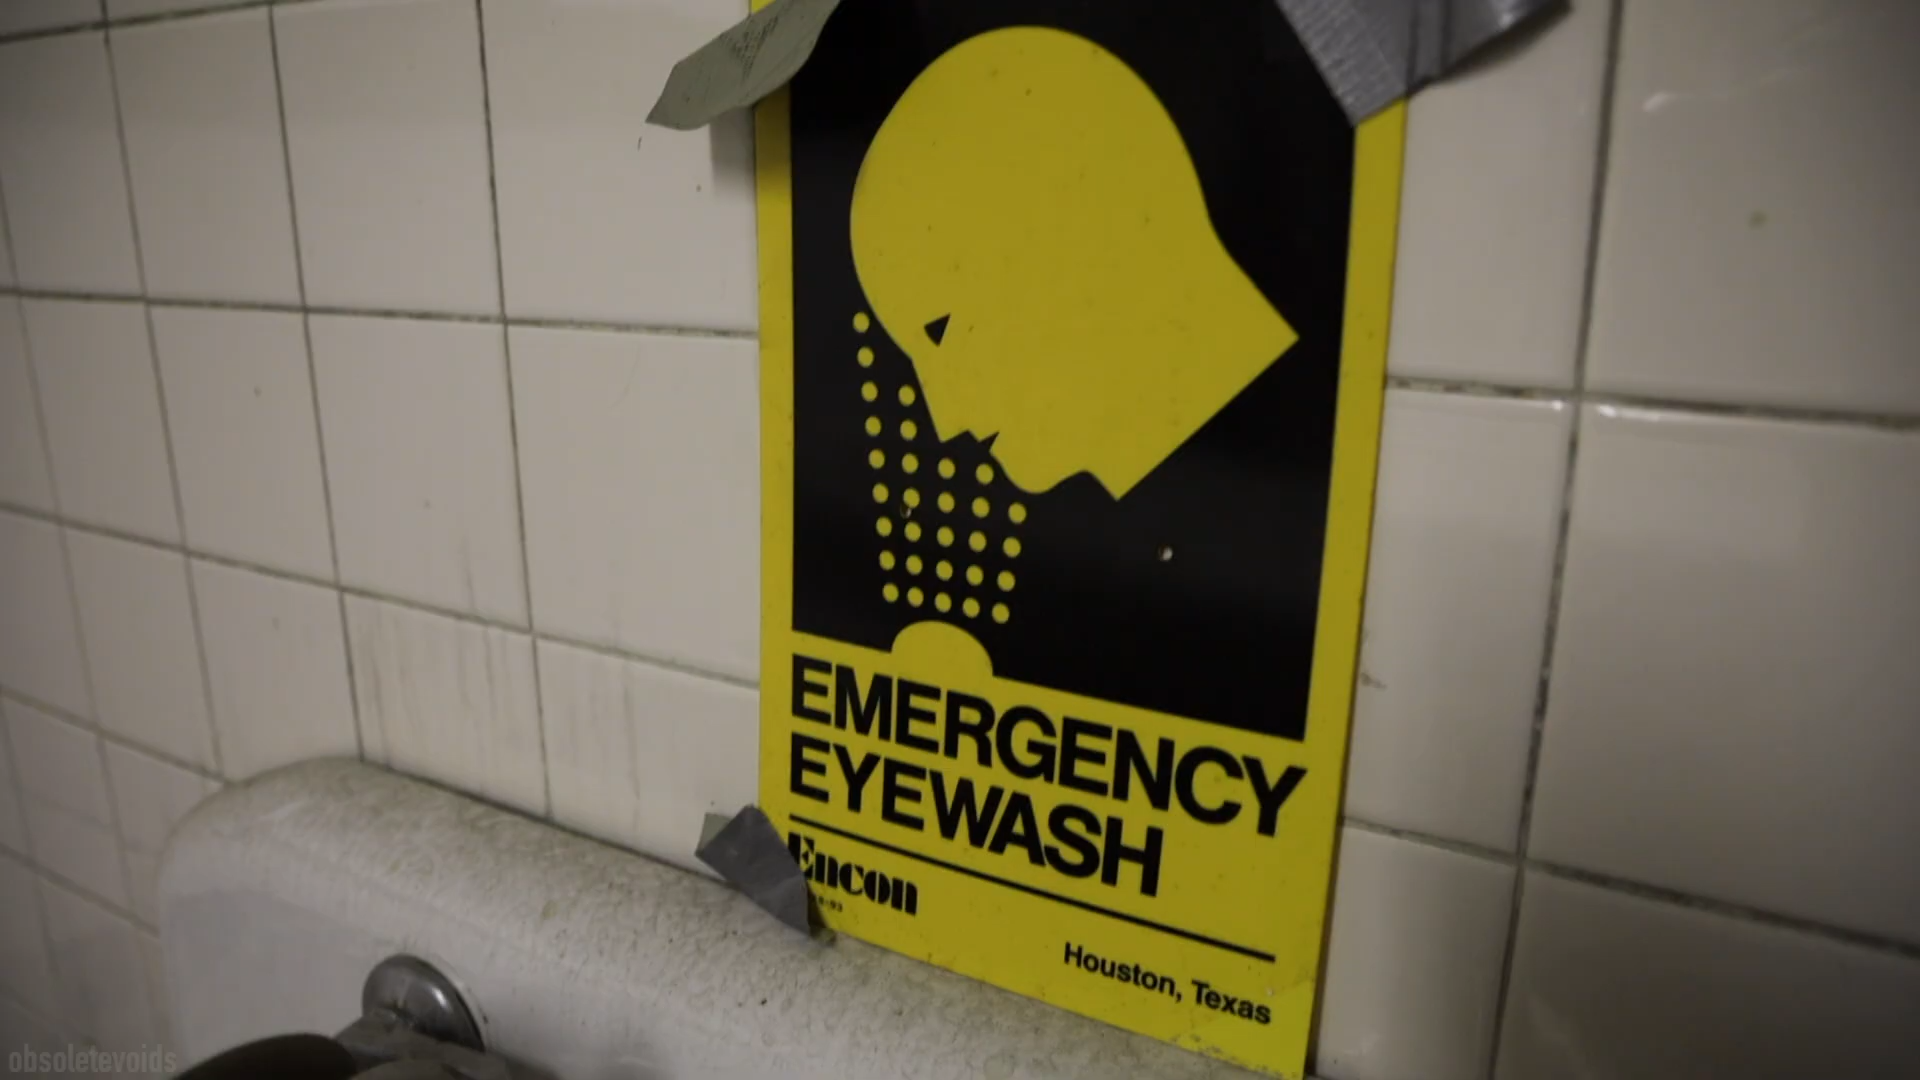 EMERGENCY
EYEWASH
Encon
Houston, Texas
obsoletevoids